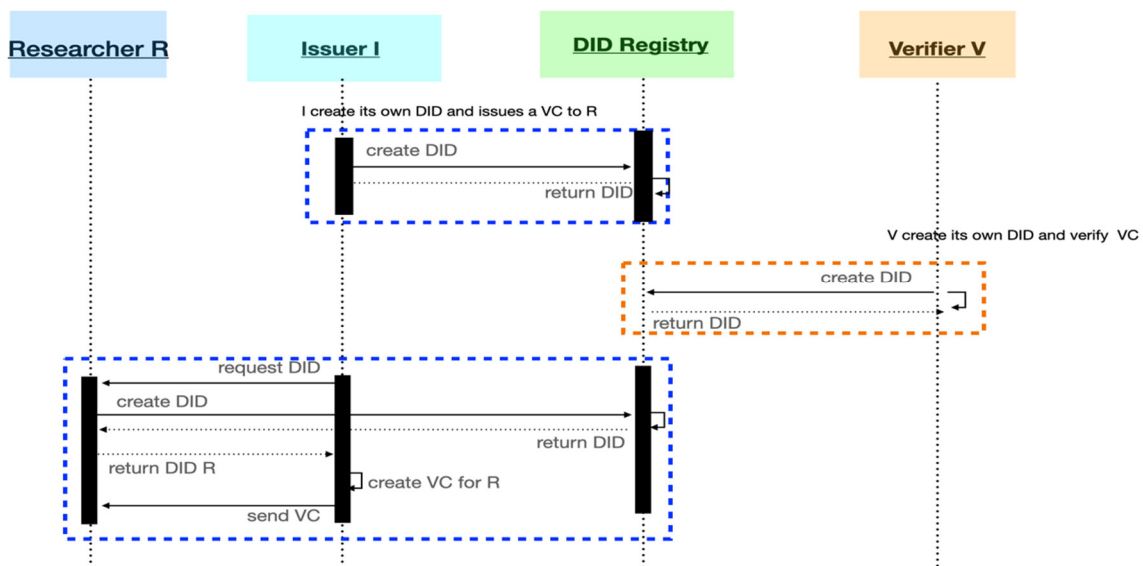 Researcher R
Issuer I
DID Registry
Verifier V
I create its own DID and issues a VC to R
create DID
return DID
V create its own DID and verify VC
create DID
return DID
request DID
create DID
return DID
return DID R
create VC for R
send VC